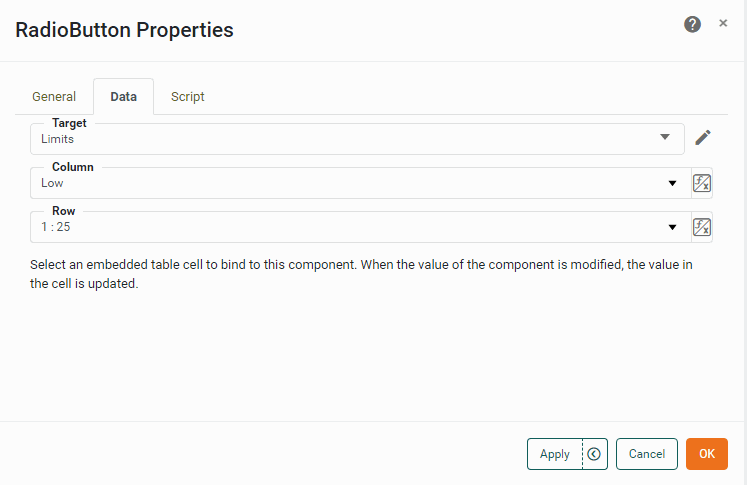 RadioButton Properties
General
Data
Script
Target
Limits
Column
Low
Row
1 : 25
Select an embedded table cell to bind to this component. When the value of the component is modified, the value in
the cell is updated.
Apply
Cancel
OK